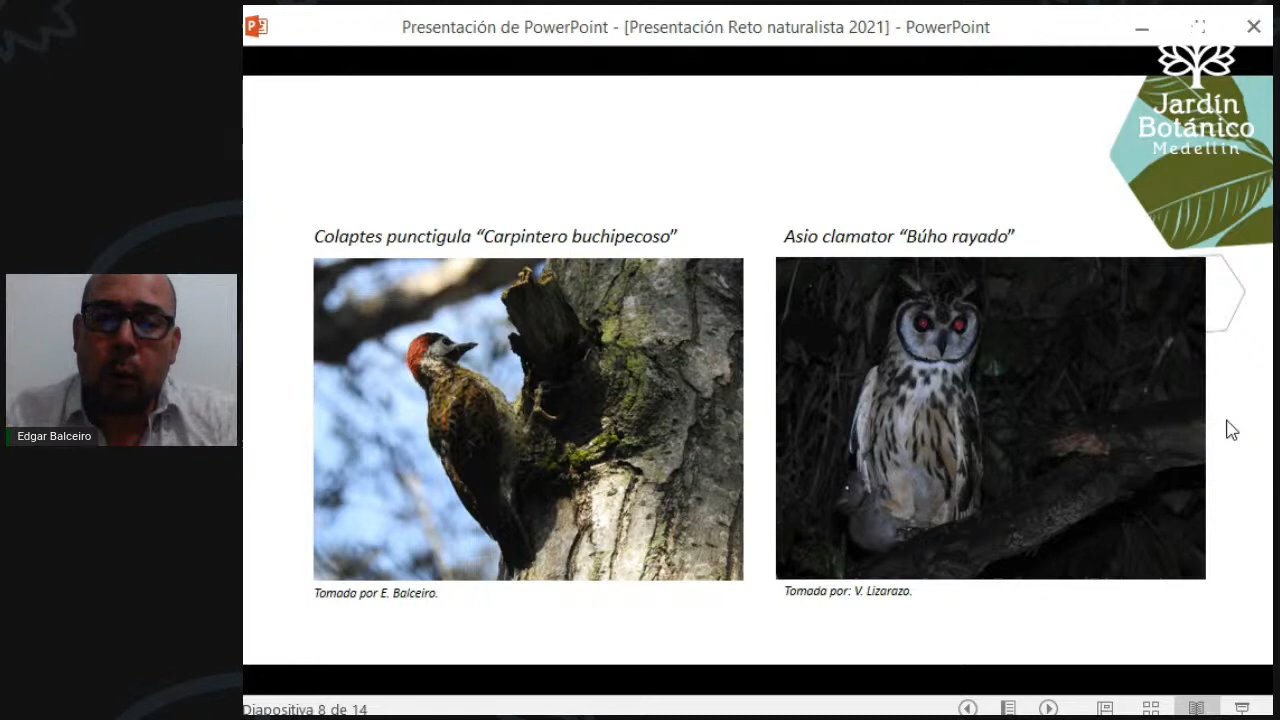 Presentación de PowerPoint - [Presentación Reto naturalista 2021] - PowerPoint
Jardín
Botánico
Medellín
Colaptes punctigula “Carpintero buchipecoso”
Asio clamator “Búho rayado”
Edgar Balceiro
Tomada por E. Balceiro.
Tomada por: V. Lizarazo.
Diapositiva 8 de 14